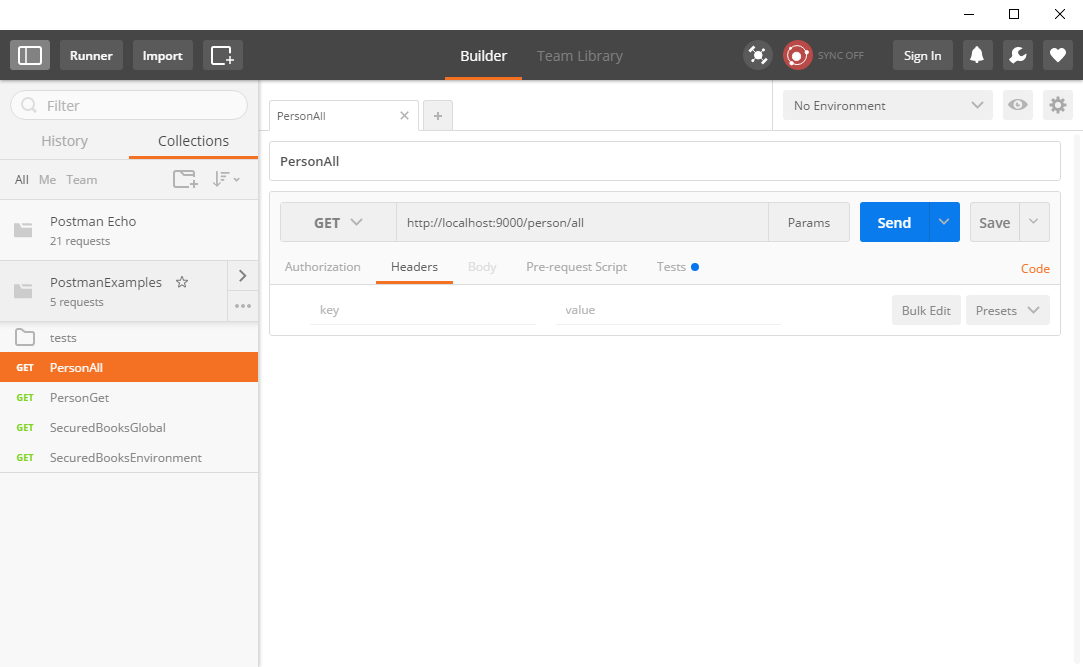 Runner Import Builder Team Library SYNC OFF Sign In
Filter
History Collections
All Me Team
Postman Echo
21 requests
PostmanExamples
5 requests
tests
GET PersonAll
GET PersonGet
GET SecuredBooksGlobal
GET SecuredBooksEnvironment
PersonAll
No Environment
PersonAll
GET http://localhost:9000/person/all Params Send Save
Authorization Headers Body Pre-request Script Tests Code
key value Bulk Edit Presets